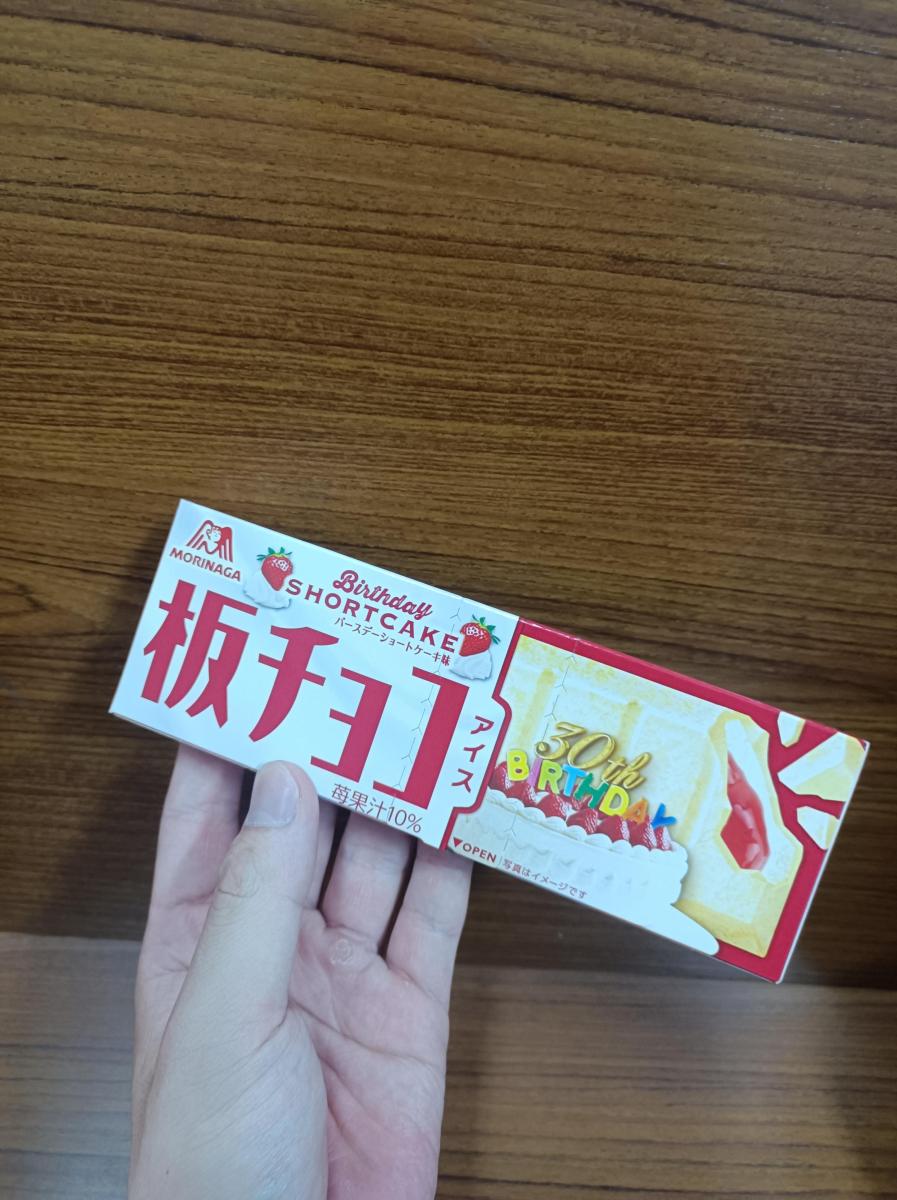 MORINAGA
Birthday
SHORTCAKE
バースデーショートケーキ味
板チョコ
アイス
苺果汁10%
30th
BIRTHDAY
▼OPEN
写真はイメージです